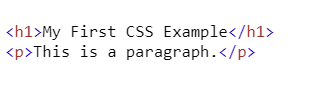 <h1>My First CSS Example</h1>
<p>This is a paragraph.</p>